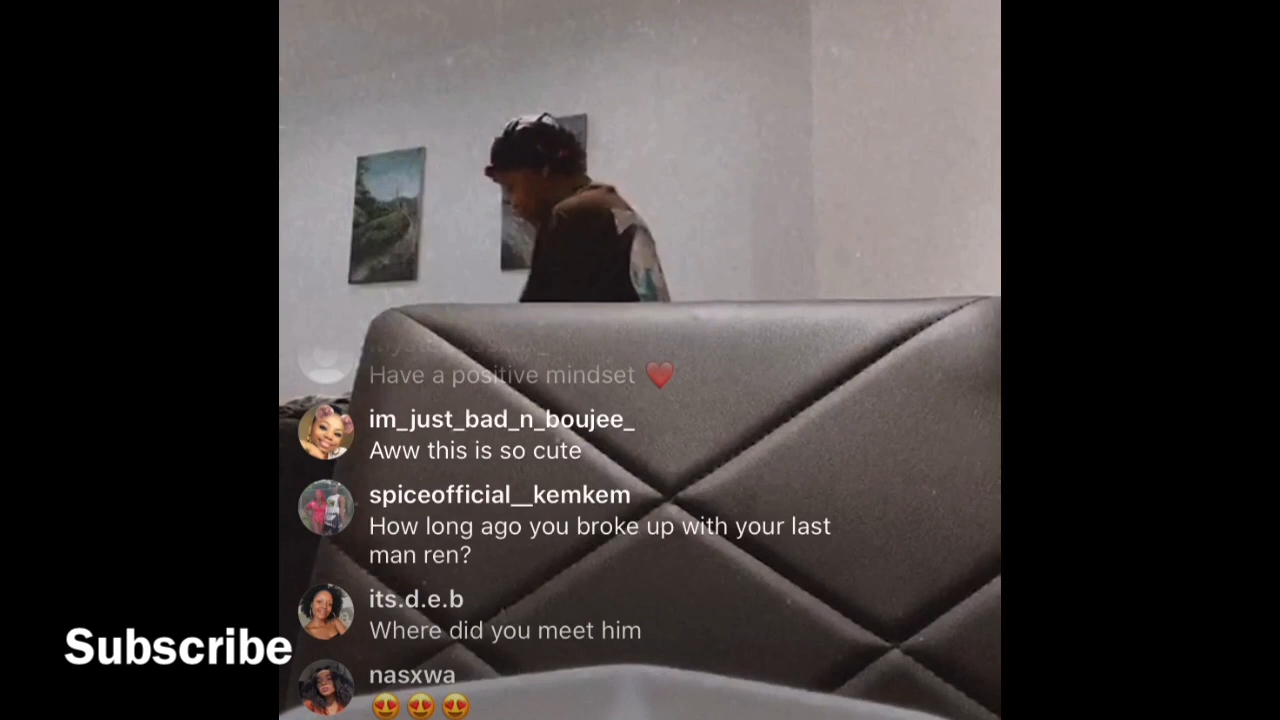 Have a positive mindset ❤️
im_just_bad_n_boujee_
Aww this is so cute
spiceofficial__kemkem
How long ago you broke up with your last
man ren?
its.d.e.b
Where did you meet him
Subscribe
nasxwa
😍😍😍